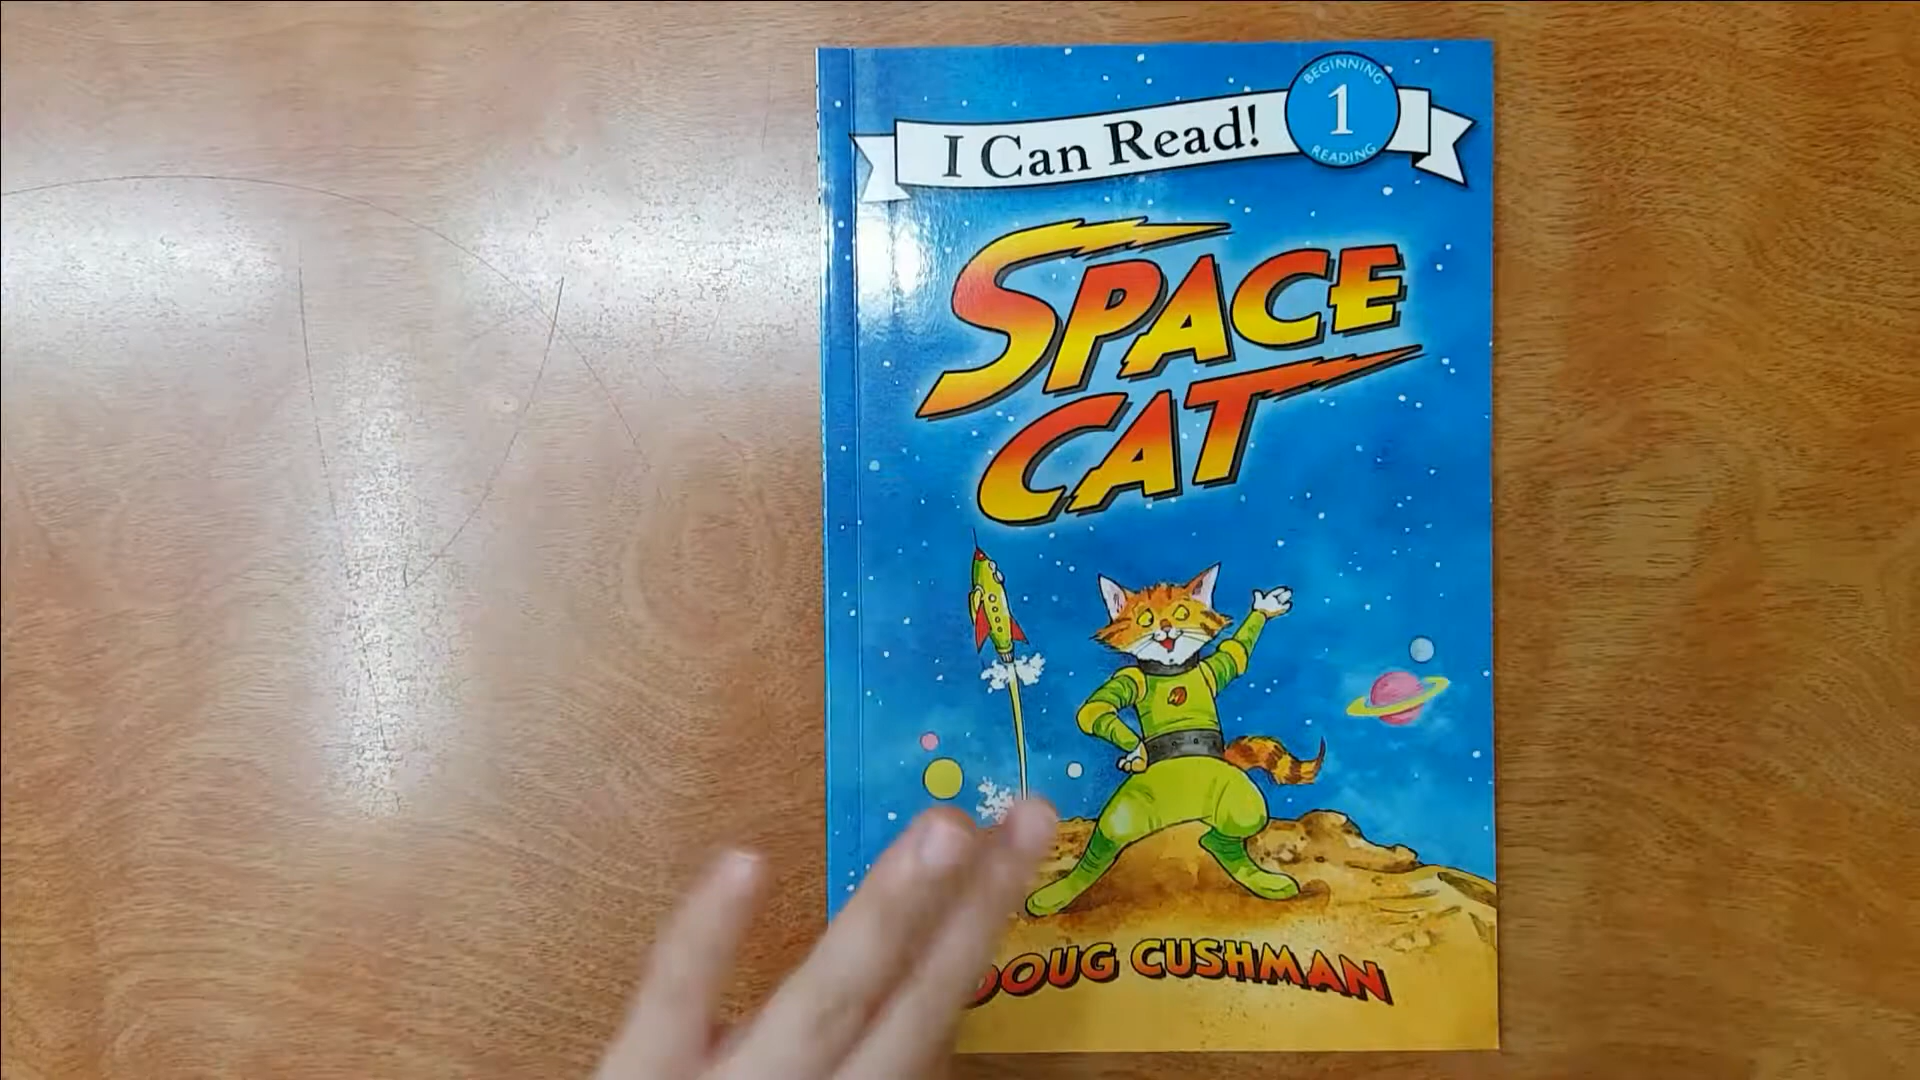 I Can Read!
BEGINNING
1
READING
SPACE
CAT
DOUG CUSHMAN